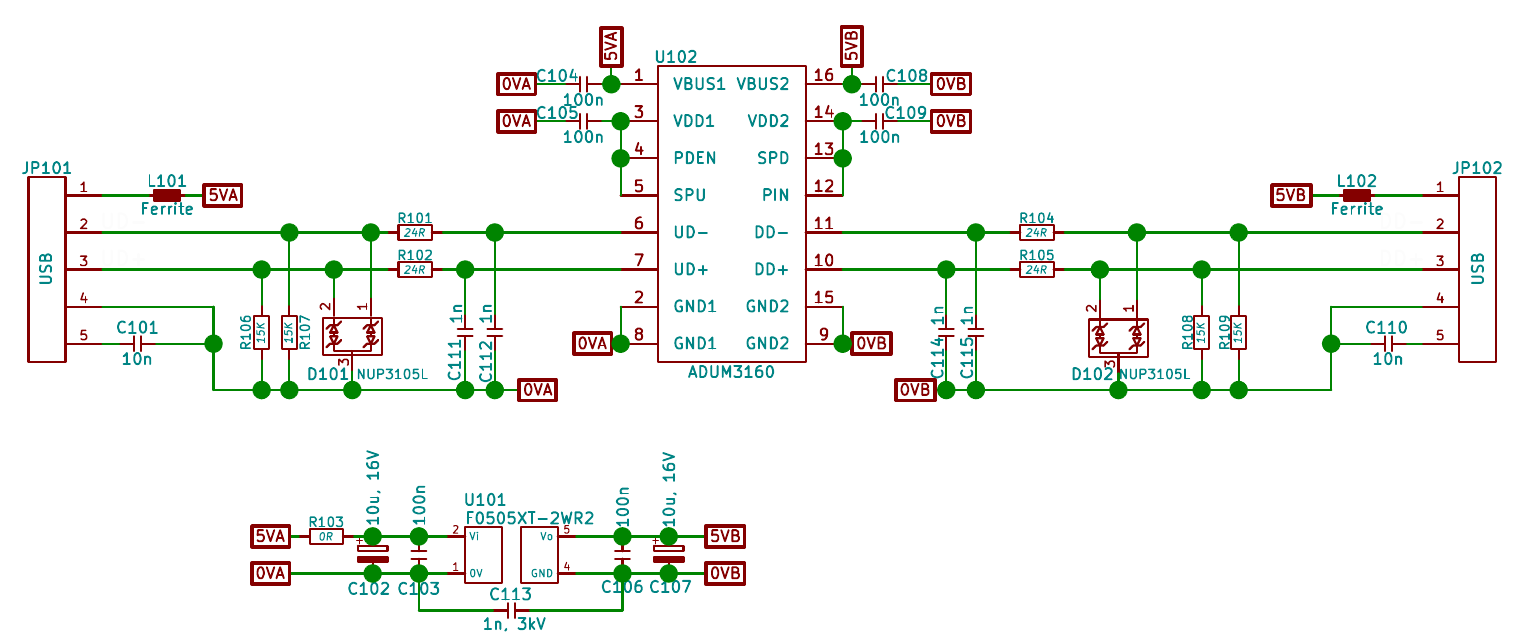 5VA
5VB
U102
0VA
C104
100n
1
VBUS1
VBUS2
16
C108
100n
0VB
0VA
C105
100n
3
VDD1
VDD2
14
C109
100n
0VB
4
PDEN
SPD
13
5
SPU
PIN
12
JP101
1
L101
Ferrite
5VA
5VB
L102
Ferrite
1
JP102
2
R101
24R
6
UD-
DD-
11
R104
24R
2
3
R102
24R
7
UD+
DD+
10
R105
24R
3
USB
USB
4
R106
15K
15K
R107
2
1
1n
1n
2
GND1
GND2
15
1n
1n
2
1
R108
15K
R109
15K
4
5
C101
10n
3
C111
C112
0VA
8
GND1
GND2
9
0VB
C114
C115
3
C110
10n
5
D101
NUP3105L
ADUM3160
D102
NUP3105L
0VA
0VB
10u, 16V
100n
U101
F0505XT-2WR2
100n
10u, 16V
5VA
R103
0R
+
2
Vi
Vo
5
+
5VB
0VA
1
0V
GND
4
0VB
C102
C103
C113
C106
C107
1n, 3kV